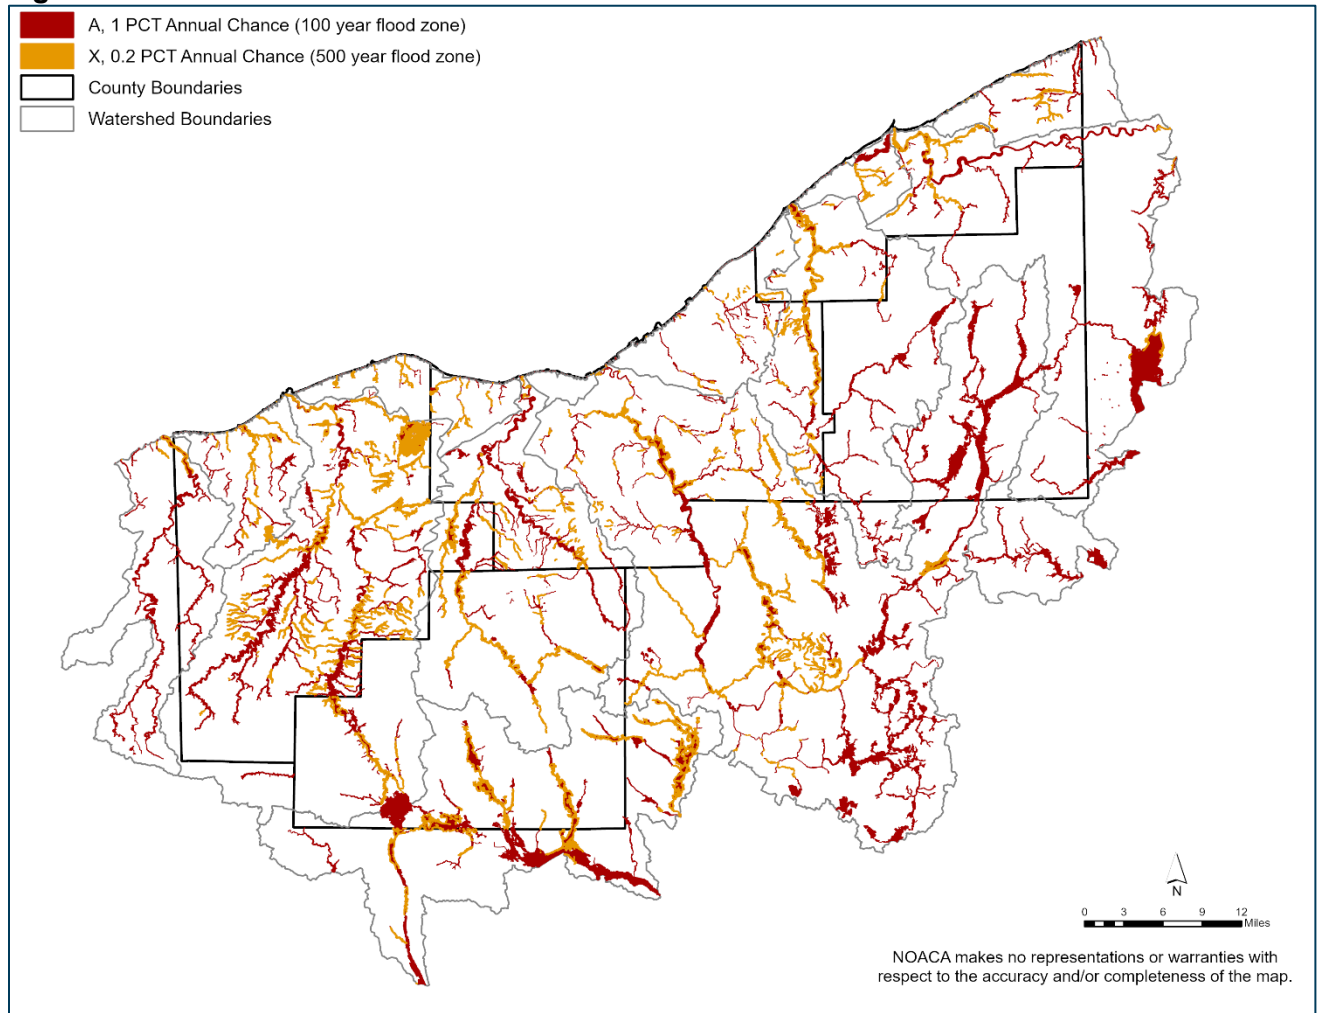 A, 1 PCT Annual Chance (100 year flood zone)
X, 0.2 PCT Annual Chance (500 year flood zone)
County Boundaries
Watershed Boundaries
N
0 3 6 9 12
Miles
NOACA makes no representations or warranties with
respect to the accuracy and/or completeness of the map.